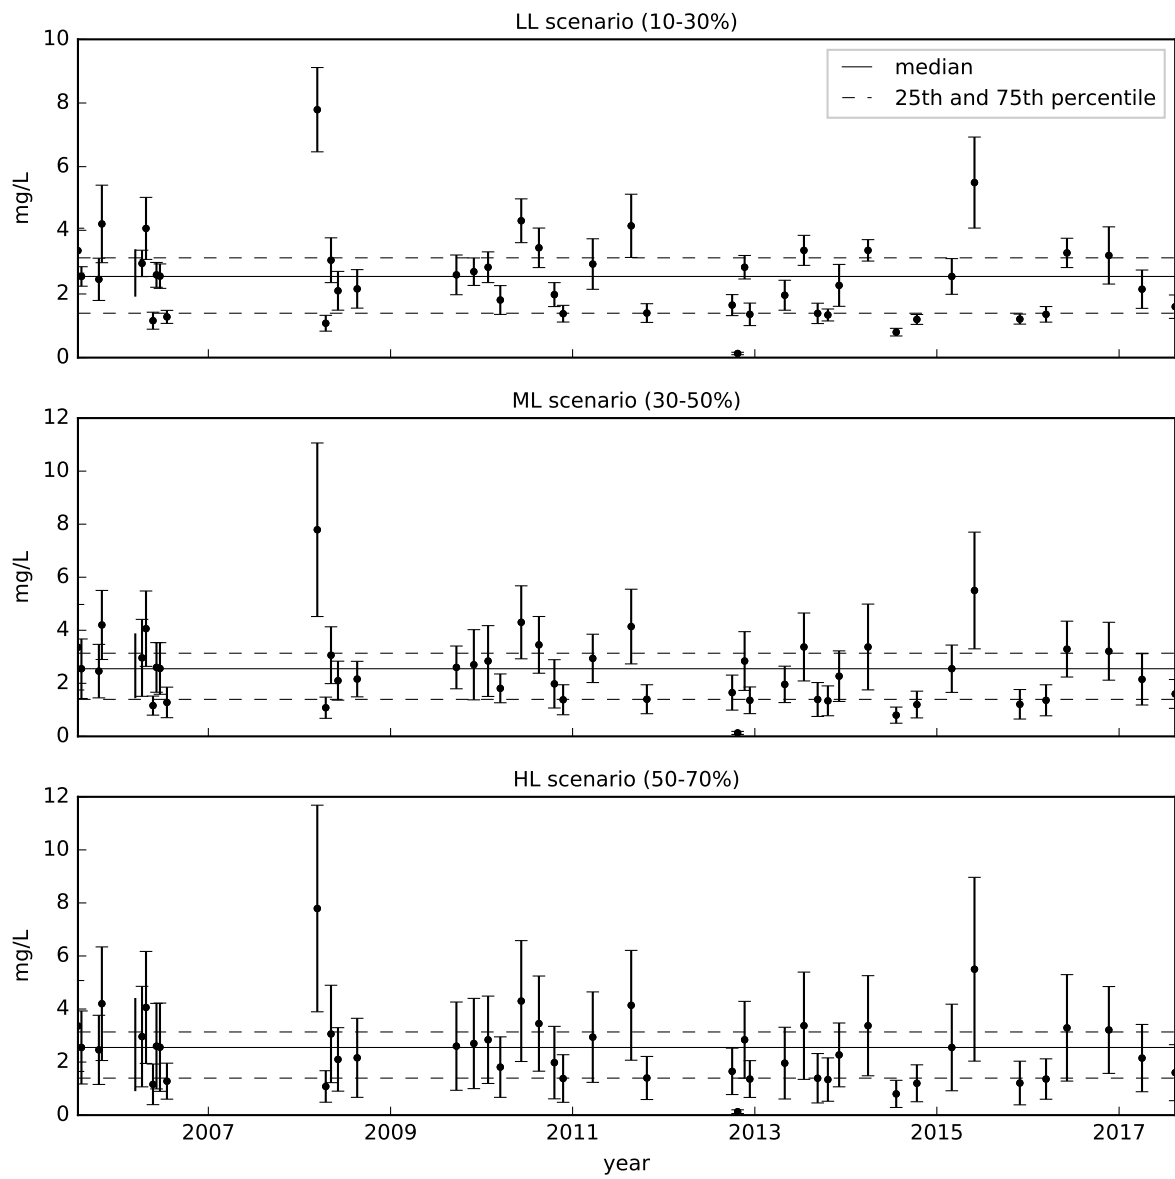 LL scenario (10-30%)
10
8
6
4
2
0
mg/L
median
25th and 75th percentile
ML scenario (30-50%)
12
10
8
6
4
2
0
mg/L
HL scenario (50-70%)
12
10
8
6
4
2
0
mg/L
2007 2009 2011 2013 2015 2017
year